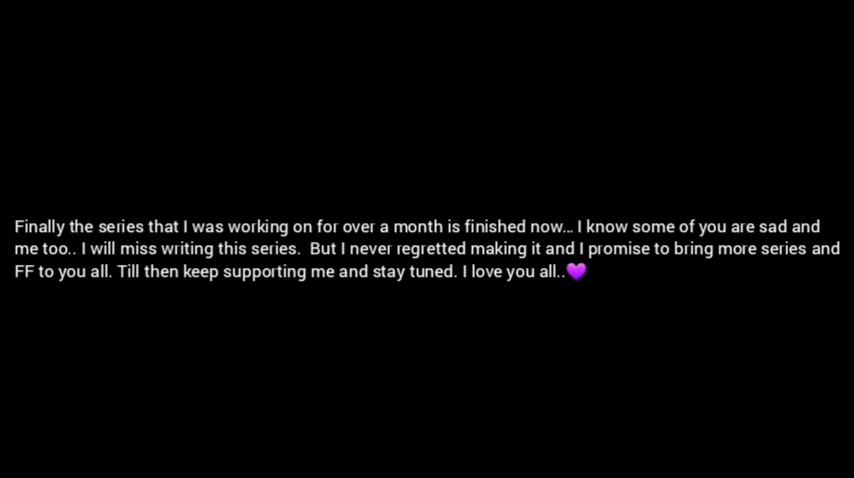 Finally the series that I was working on for over a month is finished now... I know some of you are sad and
me too.. I will miss writing this series.  But I never regretted making it and I promise to bring more series and
FF to you all. Till then keep supporting me and stay tuned. I love you all..💜